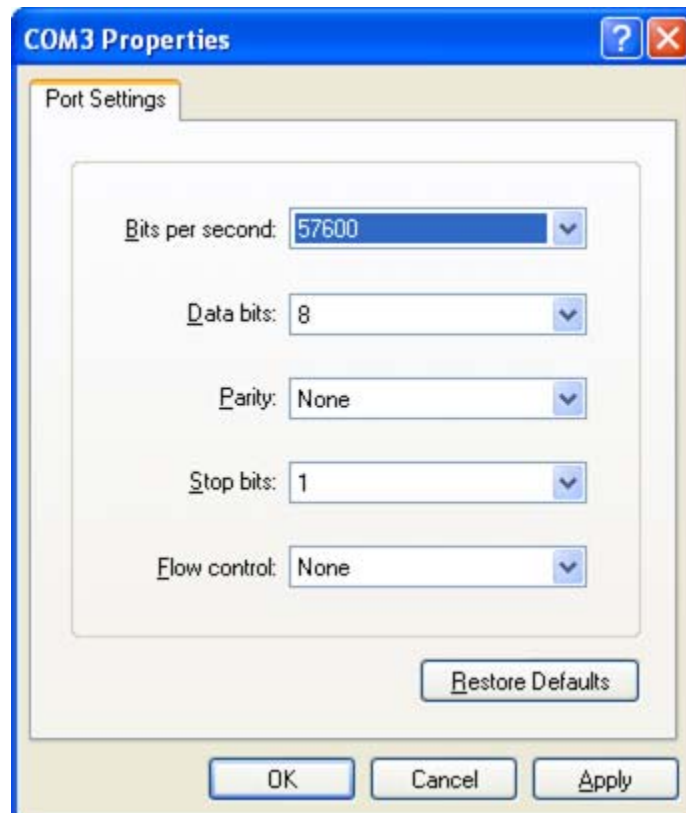 COM3 Properties
Port Settings
Bits per second: 57600
Data bits: 8
Parity: None
Stop bits: 1
Flow control: None
Restore Defaults
OK Cancel Apply